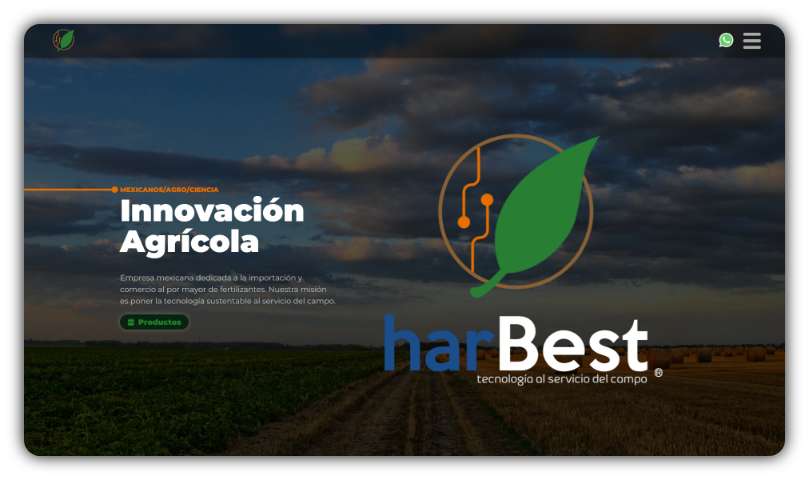 MEXICANOS/AGRO/CIENCIA
Innovación
Agrícola
Empresa mexicana dedicada a la importación y
comercio al por mayor de fertilizantes. Nuestra misión
es poner la tecnología sustentable al servicio del campo.
Productos
harBest®
tecnología al servicio del campo